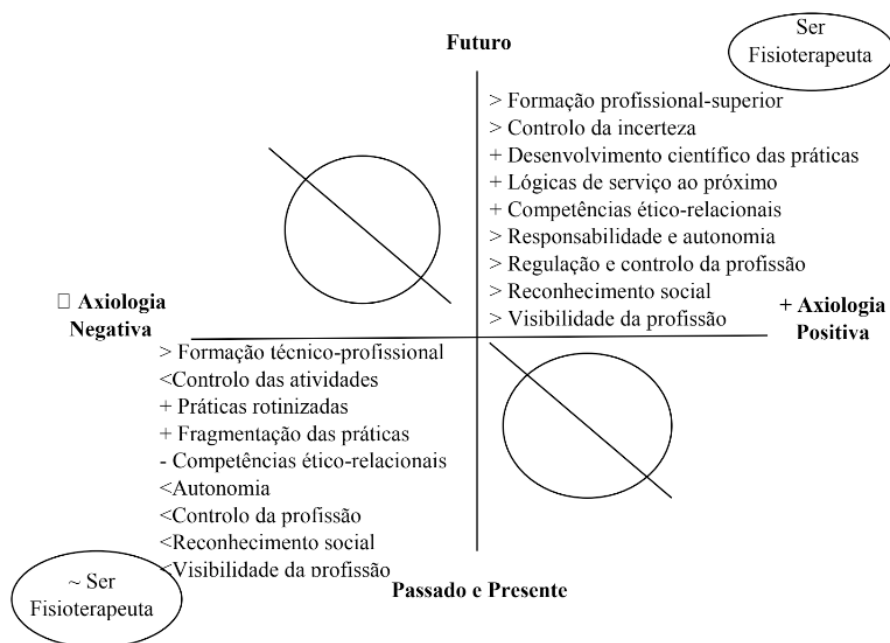 Ser
Fisioterapeuta
Futuro
> Formação profissional-superior
> Controlo da incerteza
+ Desenvolvimento científico das práticas
+ Lógicas de serviço ao próximo
+ Competências ético-relacionais
> Responsabilidade e autonomia
> Regulação e controlo da profissão
> Reconhecimento social
> Visibilidade da profissão
□ Axiologia
Negativa
+ Axiologia
Positiva
> Formação técnico-profissional
<Controlo das atividades
+ Práticas rotinizadas
+ Fragmentação das práticas
- Competências ético-relacionais
<Autonomia
<Controlo da profissão
<Reconhecimento social
<Visibilidade da profissão
~ Ser
Fisioterapeuta
Passado e Presente